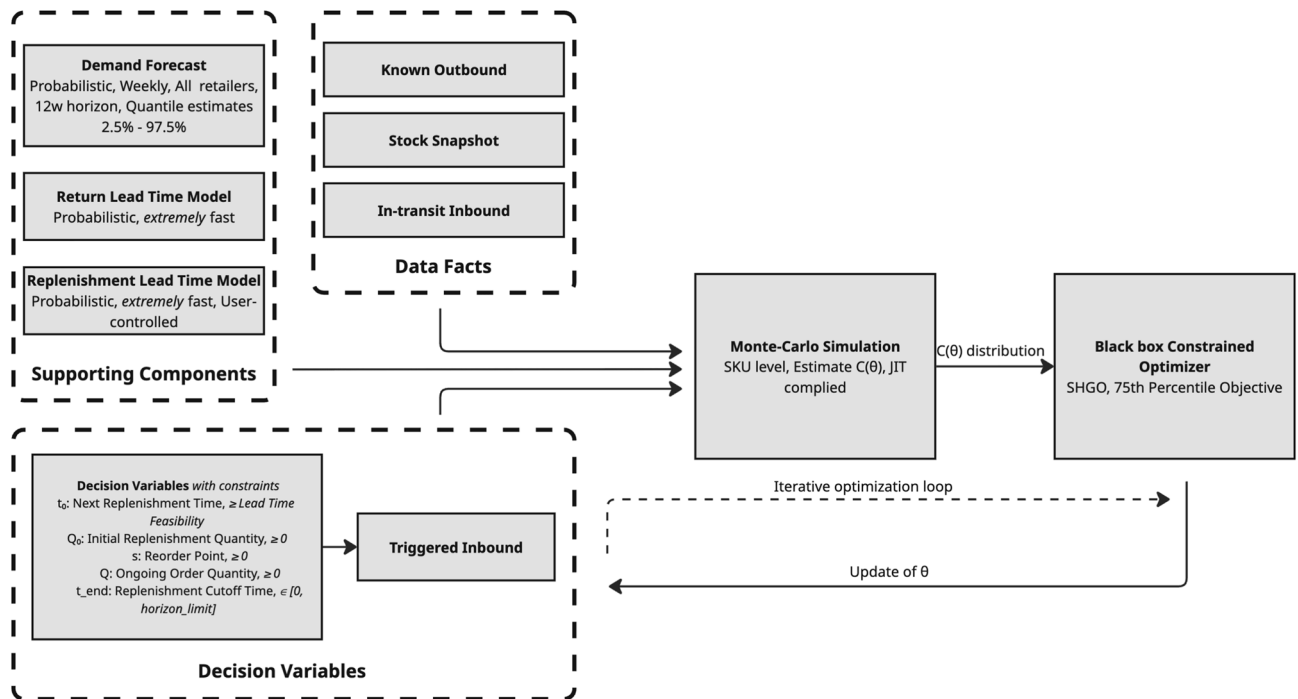 Demand Forecast
Probabilistic, Weekly, All retailers,
12w horizon, Quantile estimates
2.5% - 97.5%
Return Lead Time Model
Probabilistic, extremely fast
Replenishment Lead Time Model
Probabilistic, extremely fast, User-
controlled
Supporting Components
Known Outbound
Stock Snapshot
In-transit Inbound
Data Facts
Decision Variables with constraints
t₀: Next Replenishment Time, ≥ Lead Time
Feasibility
Q₀: Initial Replenishment Quantity, ≥ 0
s: Reorder Point, ≥ 0
Q: Ongoing Order Quantity, ≥ 0
t_end: Replenishment Cutoff Time, ∈ [0,
horizon_limit]
Triggered Inbound
Decision Variables
Monte-Carlo Simulation
SKU level, Estimate C(θ), JIT
complied
C(θ) distribution
Black box Constrained
Optimizer
SHGO, 75th Percentile Objective
Iterative optimization loop
Update of θ